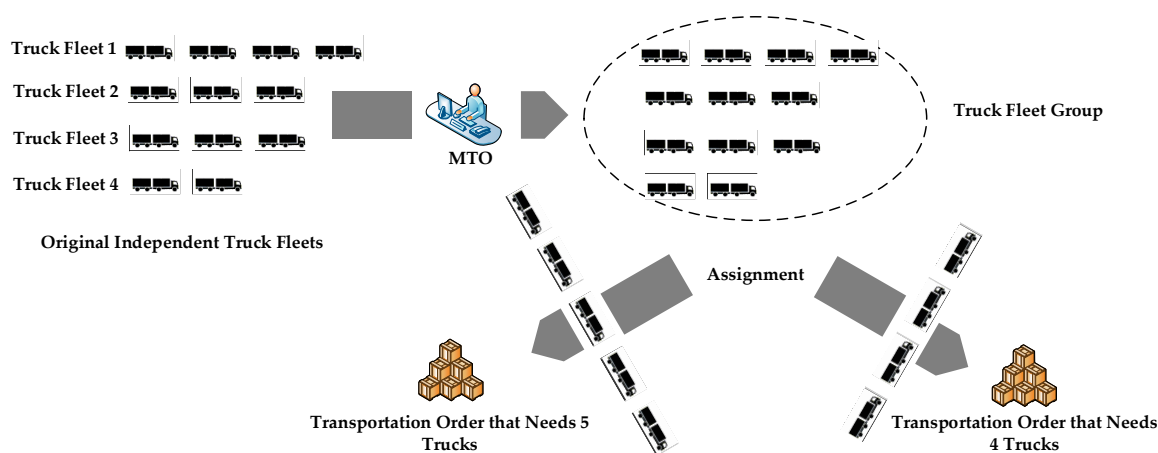 Truck Fleet 1
Truck Fleet 2
Truck Fleet 3
Truck Fleet 4
Original Independent Truck Fleets
MTO
Truck Fleet Group
Assignment
Transportation Order that Needs 5
Trucks
Transportation Order that Needs
4 Trucks